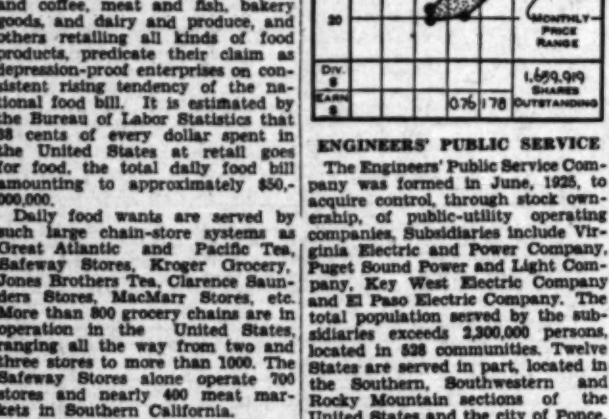 and coffee, meat and fish, bakery
goods, and dairy and produce, and
others retailing all kinds of food
products, predicate their claim as
depression-proof enterprises on con-
sistent rising tendency of the na-
tional food bill. It is estimated by
the Bureau of Labor Statistics that
38 cents of every dollar spent in
the United States at retail goes
for food, the total daily food bill
amounting to approximately $50,-
000,000.
Daily food wants are served by
such large chain-store systems as
Great Atlantic and Pacific Tea,
Safeway Stores, Kroger Grocery,
Jones Brothers Tea, Clarence Saun-
ders Stores, MacMarr Stores, etc.
More than 800 grocery chains are in
operation in the United States,
ranging all the way from two and
three stores to more than 1000. The
Safeway Stores alone operate 700
stores and nearly 400 meat mar-
kets in Southern California.
20
MONTHLY
PRICE
RANGE
DIV.
$
EARN
$
0.76 1.78
1,659,919
SHARES
OUTSTANDING
ENGINEERS' PUBLIC SERVICE
The Engineers' Public Service Com-
pany was formed in June, 1925, to
acquire control, through stock own-
ership, of public-utility operating
companies. Subsidiaries include Vir-
ginia Electric and Power Company,
Puget Sound Power and Light Com-
pany, Key West Electric Company
and El Paso Electric Company. The
total population served by the sub-
sidiaries exceeds 2,300,000 persons,
located in 528 communities. Twelve
States are served in part, located in
the Southern, Southwestern and
Rocky Mountain sections of the
United States and the city of